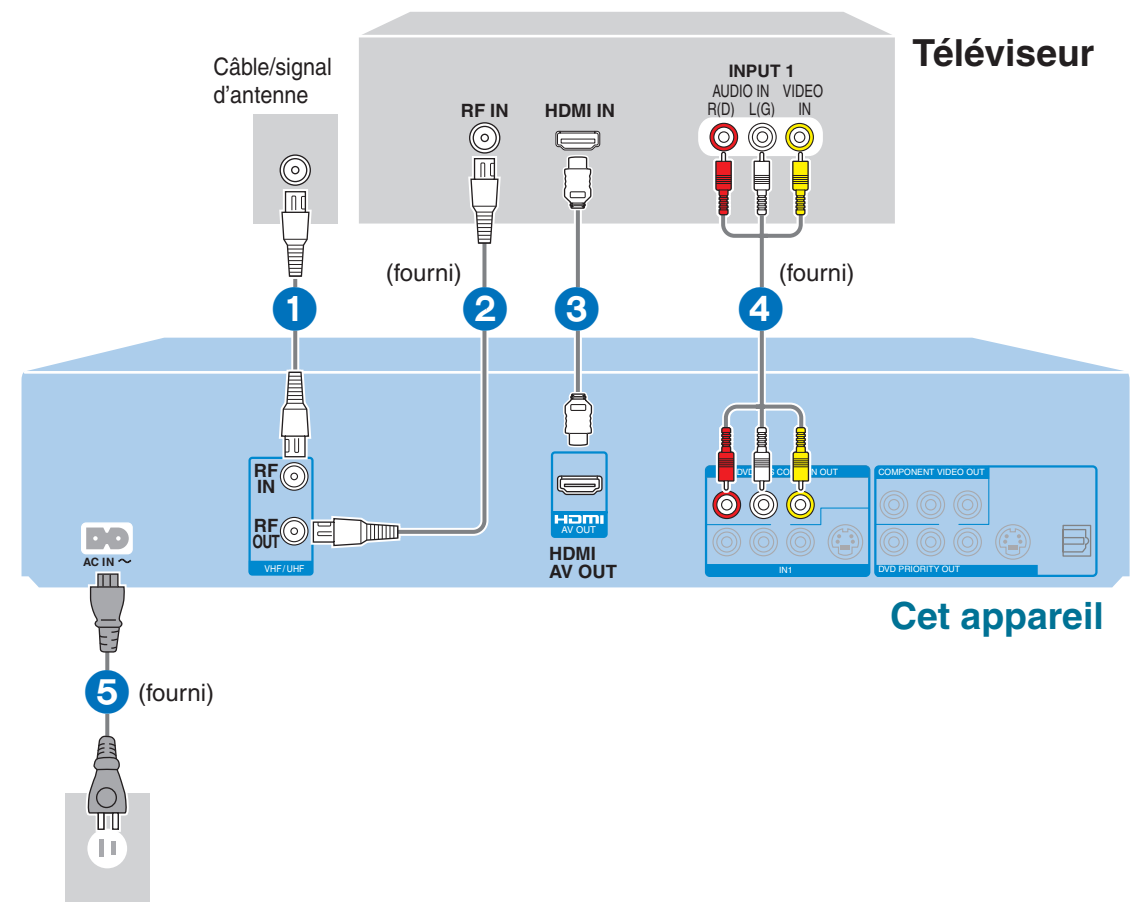 Téléviseur
Câble/signal
d'antenne
INPUT 1
AUDIO IN VIDEO
R(D) L(G) IN
RF IN
HDMI IN
(fourni)
(fourni)
1
2
3
4
RF
IN
RF
OUT
VHF/UHF
HDMI
AV OUT
HDMI
AV OUT
OUT
IN1
COMPONENT VIDEO OUT
DVD PRIORITY OUT
AC IN ~
Cet appareil
5
(fourni)